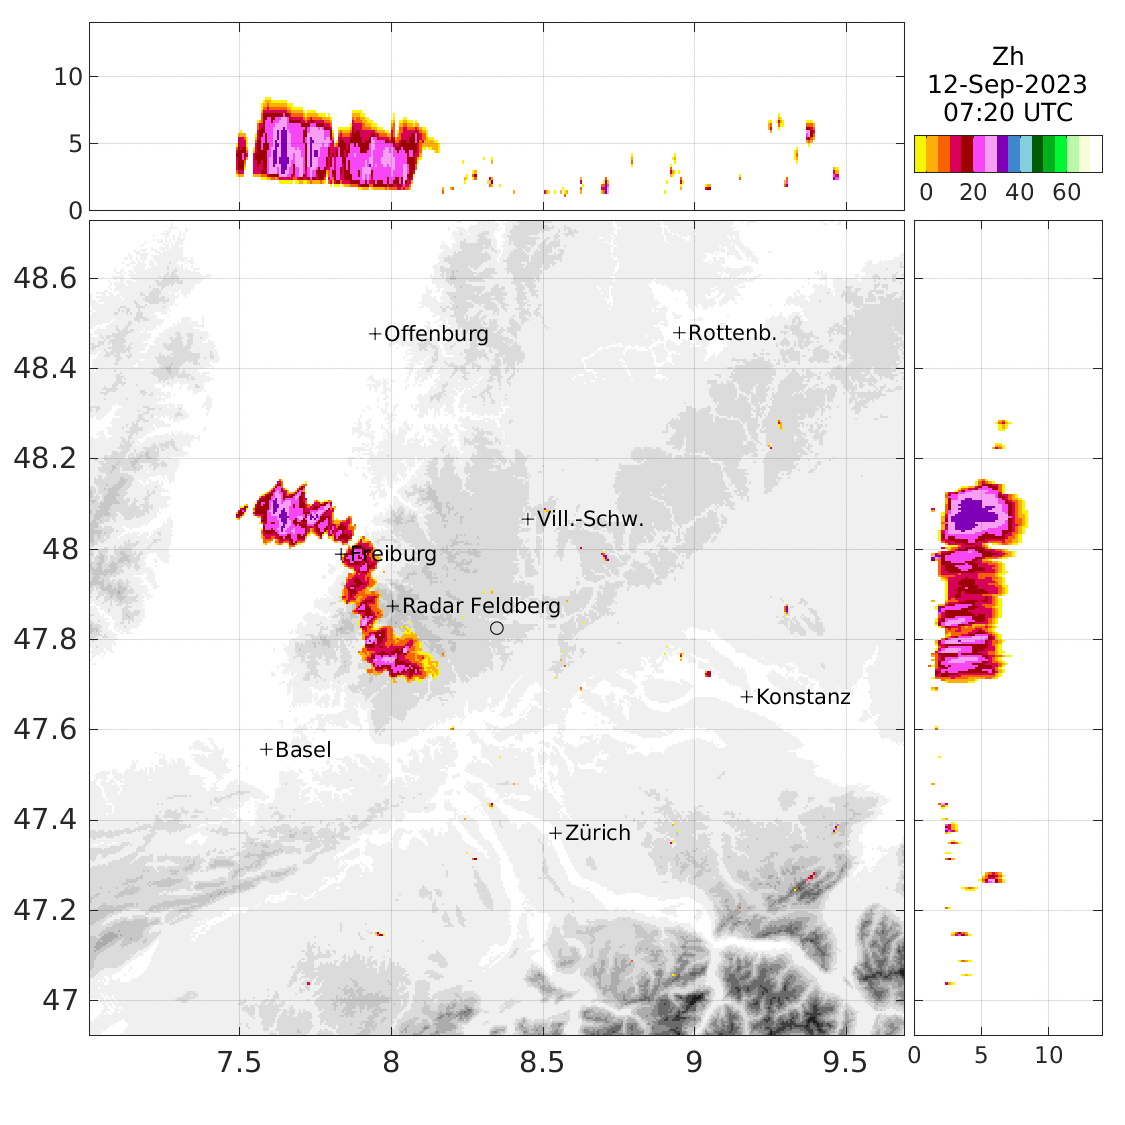 10
5
0
Zh
12-Sep-2023
07:20 UTC
0 20 40 60
48.6
48.4
48.2
48
47.8
47.6
47.4
47.2
47
+Offenburg
+Rottenb.
+Vill.-Schw.
+Freiburg
+Radar Feldberg
+Konstanz
+Basel
+Zürich
7.5 8 8.5 9 9.5
0 5 10